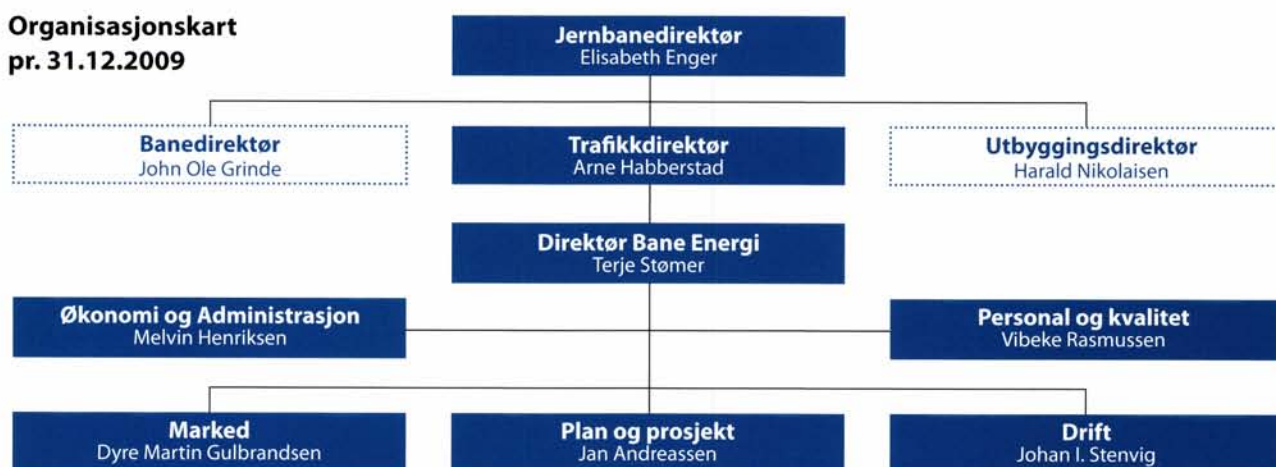 Organisasjonskart
pr. 31.12.2009
Jernbanedirektør
Elisabeth Enger
Banedirektør
John Ole Grinde
Trafikkdirektør
Arne Habberstad
Utbyggingsdirektør
Harald Nikolaisen
Direktør Bane Energi
Terje Stømer
Økonomi og Administrasjon
Melvin Henriksen
Personal og kvalitet
Vibeke Rasmussen
Marked
Dyre Martin Gulbrandsen
Plan og prosjekt
Jan Andreassen
Drift
Johan I. Stenvig